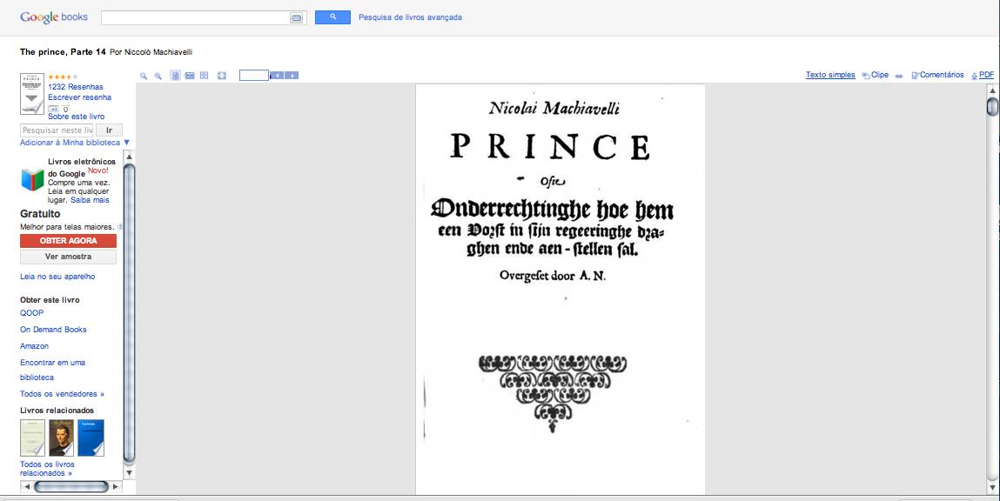 Google books
Pesquisa de livros avançada
The prince, Parte 14 Por Niccolò Machiavelli
1232 Resenhas
Escrever resenha
+1 0
Sobre este livro
Pesquisar neste liv
Ir
Adicionar à Minha biblioteca ▼
Livros eletrônicos
do Google Novo!
Compre uma vez.
Leia em qualquer
lugar. Saiba mais
Gratuito
Melhor para telas maiores.
OBTER AGORA
Ver amostra
Leia no seu aparelho
Obter este livro
QOOP
On Demand Books
Amazon
Encontrar em uma
biblioteca
Todos os vendedores »
Livros relacionados
Todos os livros
relacionados »
Texto simples
Clipe
Comentários
PDF
Nicolai Machiavelli
PRINCE
Ofte
Onderrechtinghe hoe hem
een Vorst in sijn regeeringhe dra-
ghen ende aen-stellen sal.
Overgeset door A. N.